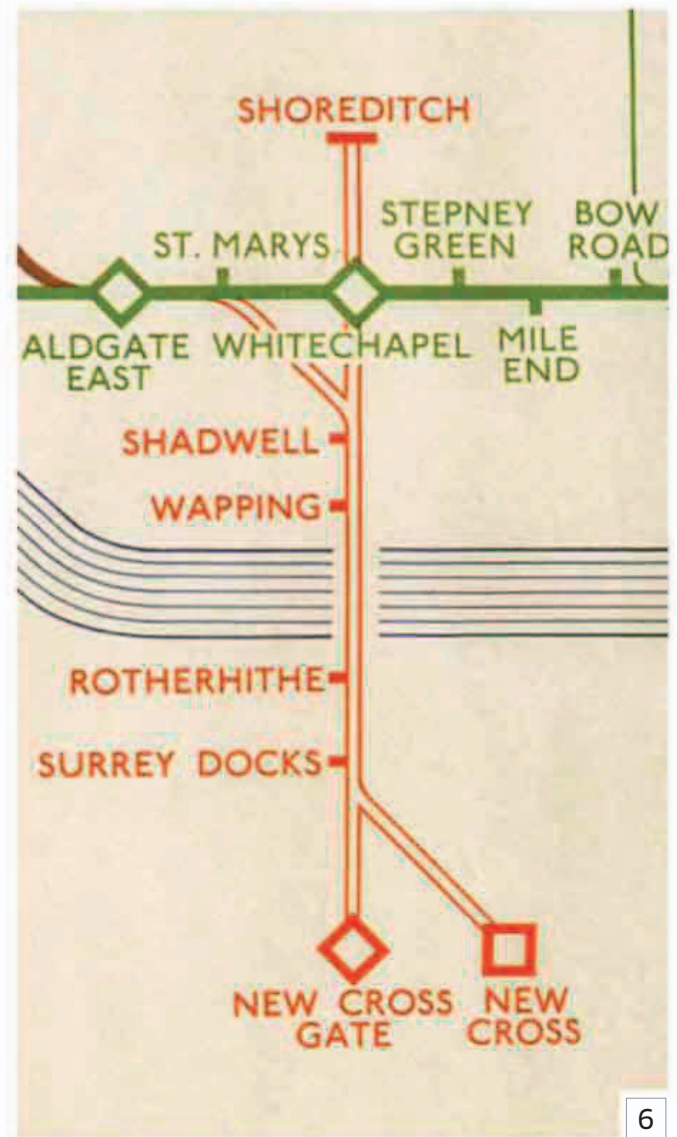 SHOREDITCH
ST. MARYS
STEPNEY
GREEN
BOW
ROAD
ALDGATE
EAST
WHITECHAPEL
MILE
END
SHADWELL
WAPPING
ROTHERHITHE
SURREY DOCKS
NEW CROSS
GATE
NEW
CROSS
6